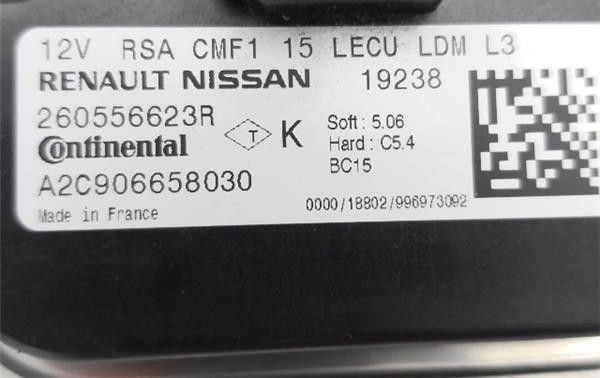 12V RSA CMF1 15 LECU LDM L3
RENAULT NISSAN 19238
260556623R
Continental
A2C906658030
Made in France
T K
Soft : 5.06
Hard : C5.4
BC15
0000/18802/996973092